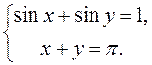 sin x + sin y = 1,
x + y = π.